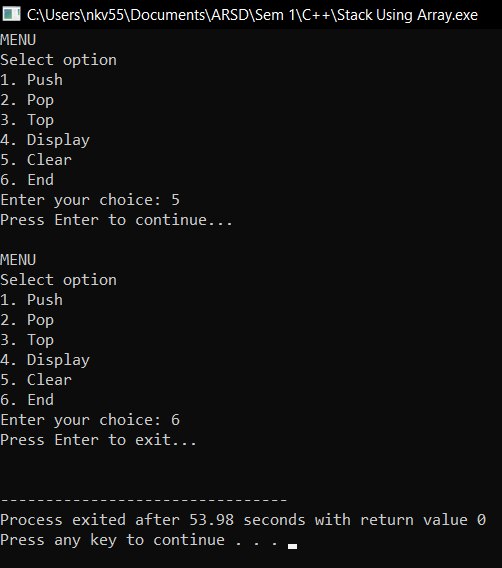 C:\Users\nkv55\Documents\ARSD\Sem 1\C++\Stack Using Array.exe
MENU
Select option
1. Push
2. Pop
3. Top
4. Display
5. Clear
6. End
Enter your choice: 5
Press Enter to continue...
MENU
Select option
1. Push
2. Pop
3. Top
4. Display
5. Clear
6. End
Enter your choice: 6
Press Enter to exit...
--------------------------------
Process exited after 53.98 seconds with return value 0
Press any key to continue . . .